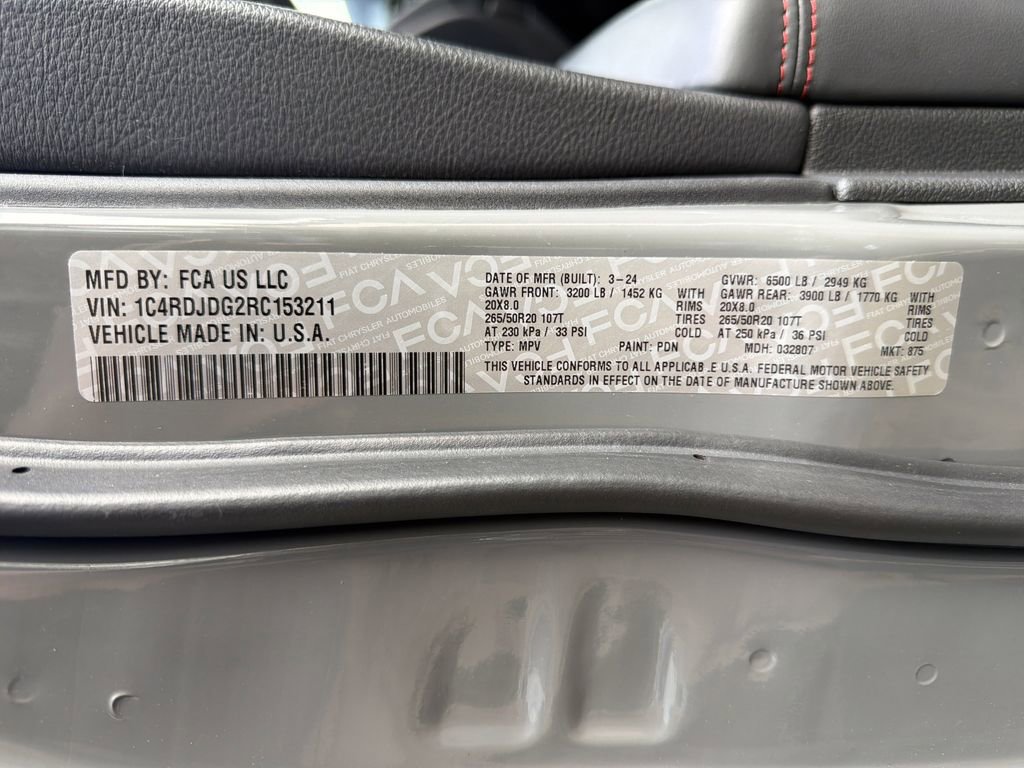 MFD BY: FCA US LLC
VIN: 1C4RDJDG2RC153211
VEHICLE MADE IN: U.S.A.
DATE OF MFR (BUILT): 3-24 GVWR: 6500 LB / 2949 KG
GAWR FRONT: 3200 LB / 1452 KG WITH GAWR REAR: 3900 LB / 1770 KG WITH
20X8.0 RIMS 20X8.0 RIMS
265/50R20 107T TIRES 265/50R20 107T TIRES
AT 230 kPa / 33 PSI COLD AT 250 kPa / 36 PSI COLD
TYPE: MPV PAINT: PDN MDH: 032807 MKT: 875
THIS VEHICLE CONFORMS TO ALL APPLICAB.E U.S.A. FEDERAL MOTOR VEHICLE SAFETY
STANDARDS IN EFFECT ON THE DATE OF MANUFACTURE SHOWN ABOVE.